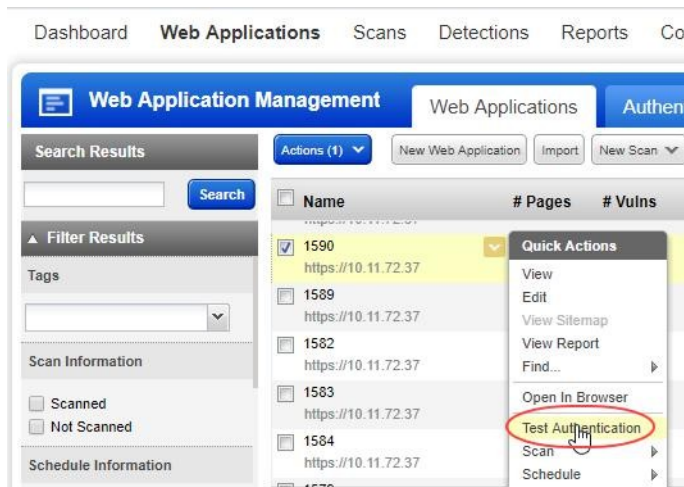 Dashboard Web Applications Scans Detections Reports Co
Web Application Management Web Applications Authen
Search Results
Search
Filter Results
Tags
Scan Information
Scanned
Not Scanned
Schedule Information
Actions (1) New Web Application Import New Scan
Name # Pages # Vulns
1590
https://10.11.72.37
1589
https://10.11.72.37
1582
https://10.11.72.37
1583
https://10.11.72.37
1584
https://10.11.72.37
Quick Actions
View
Edit
View Sitemap
View Report
Find...
Open In Browser
Test Authentication
Scan
Schedule